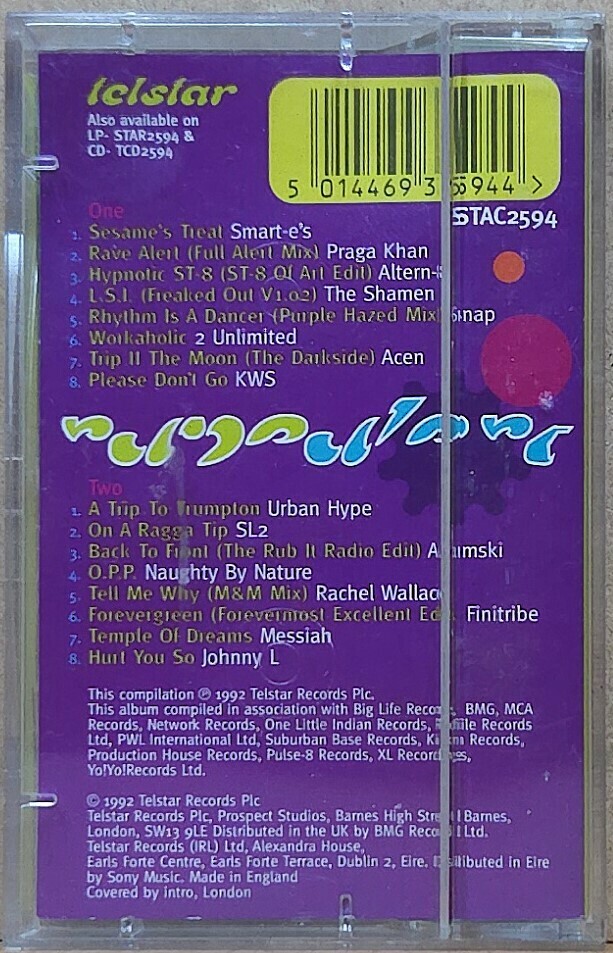 telstar
Also available on
LP- STAR2594 &
CD- TCD2594
5 014469 3 5944 >
STAC2594
One
1. Sesame's Treat Smart-e's
2. Rave Alert (Full Alert Mix) Praga Khan
3. Hypnotic ST-8 (ST-8 Of Art Edit) Altern-8
4. L.S.I. (Freaked Out V1.02) The Shamen
5. Rhythm Is A Dancer (Purple Hazed Mix) Snap
6. Workaholic 2 Unlimited
7. Trip II The Moon (The Darkside) Acen
8. Please Don't Go KWS
rave alert
Two
1. A Trip To Trumpton Urban Hype
2. On A Ragga Tip SL2
3. Back To Front (The Rub It Radio Edit) Adamski
4. O.P.P. Naughty By Nature
5. Tell Me Why (M&M Mix) Rachel Wallace
6. Forevergreen (Forevermost Excellent Edit) Finitribe
7. Temple Of Dreams Messiah
8. Hurt You So Johnny L
This compilation ℗ 1992 Telstar Records Plc.
This album compiled in association with Big Life Records, BMG, MCA
Records, Network Records, One Little Indian Records, Profile Records
Ltd, PWL International Ltd, Suburban Base Records, Records,
Production House Records, Pulse-8 Records, XL Recordings,
Yo!Yo!Records Ltd.
© 1992 Telstar Records Plc
Telstar Records Plc, Prospect Studios, Barnes High Street Barnes,
London, SW13 9LE Distributed in the UK by BMG Records Ltd.
Telstar Records (IRL) Ltd, Alexandra House,
Earls Forte Centre, Earls Forte Terrace, Dublin 2, Eire. Distributed in Eire
by Sony Music. Made in England
Covered by intro, London